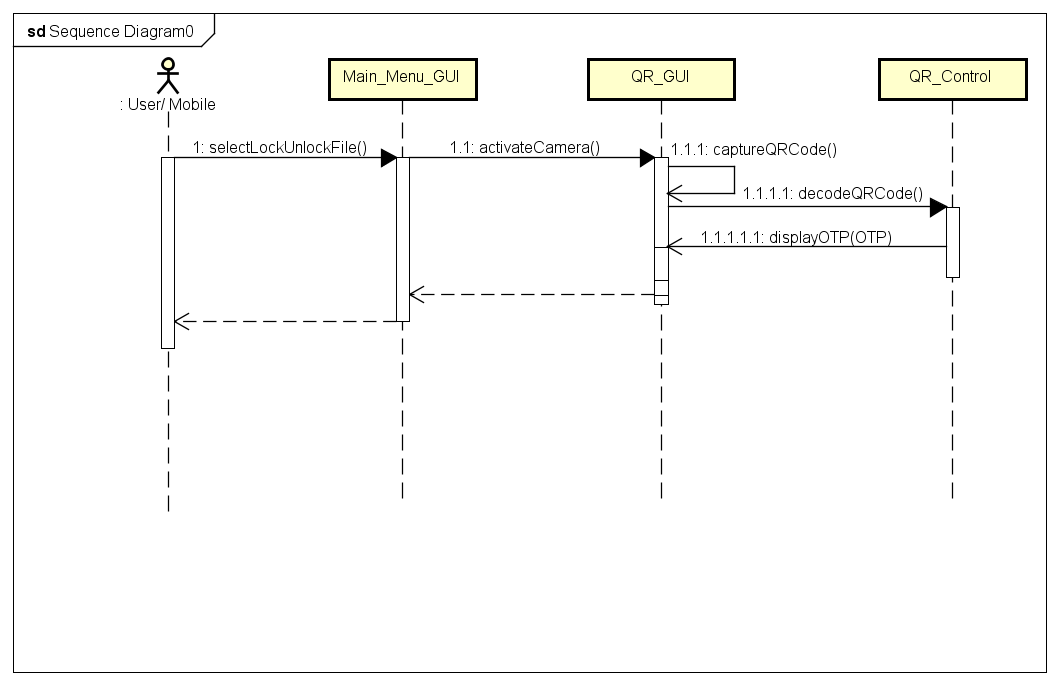 sd Sequence Diagram0
: User/ Mobile
Main_Menu_GUI
QR_GUI
QR_Control
1: selectLockUnlockFile()
1.1: activateCamera()
1.1.1: captureQRCode()
1.1.1.1: decodeQRCode()
1.1.1.1.1: displayOTP(OTP)